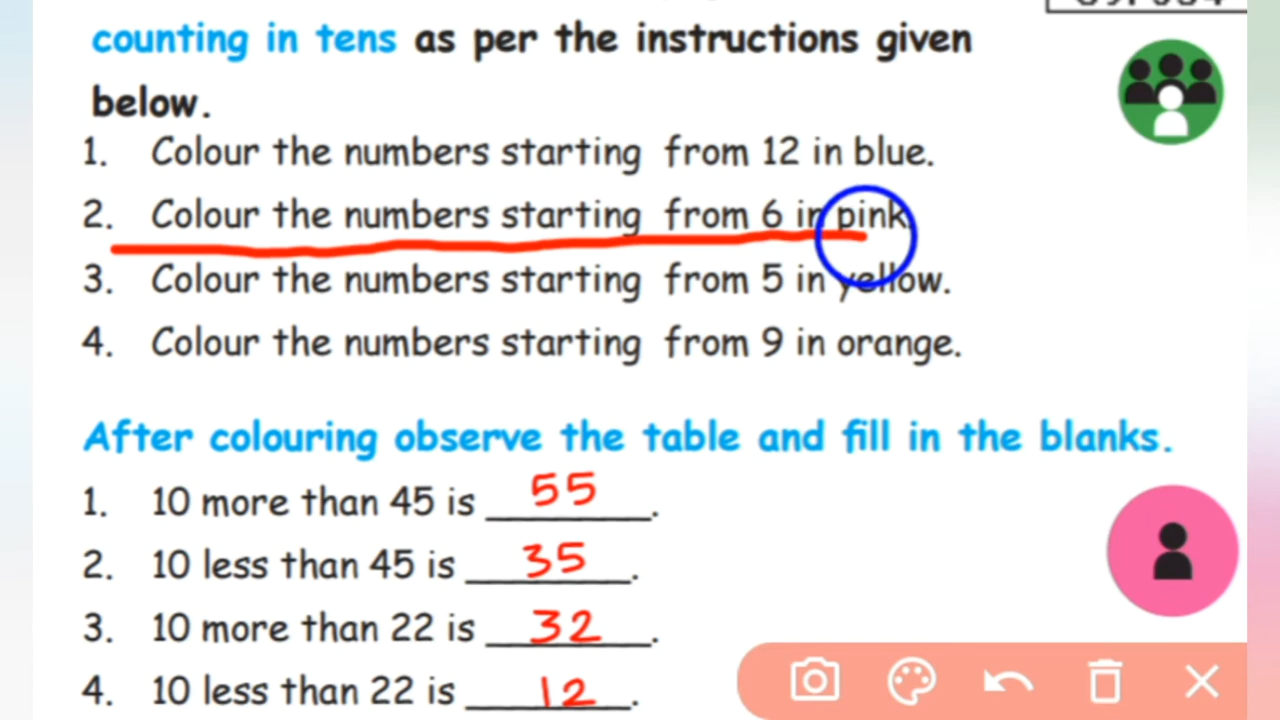 counting in tens as per the instructions given
below.
1. Colour the numbers starting from 12 in blue.
2. Colour the numbers starting from 6 in pink.
3. Colour the numbers starting from 5 in yellow.
4. Colour the numbers starting from 9 in orange.
After colouring observe the table and fill in the blanks.
1. 10 more than 45 is 55.
2. 10 less than 45 is 35.
3. 10 more than 22 is 32.
4. 10 less than 22 is 12.